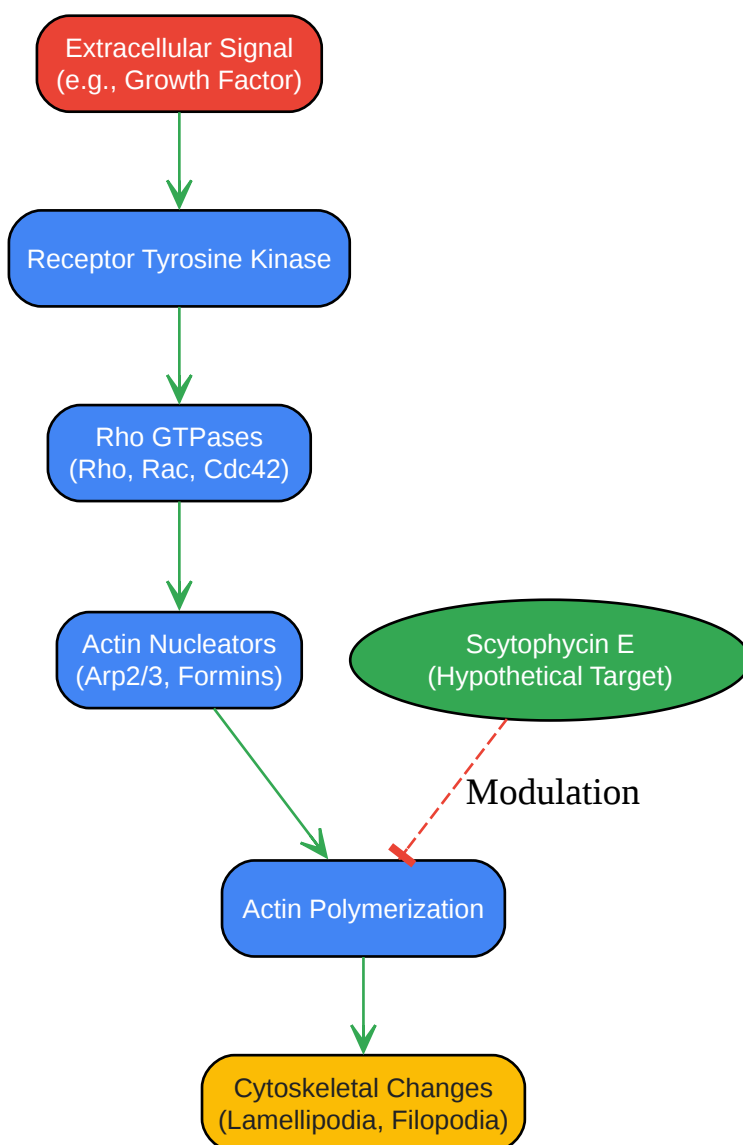 Extracellular Signal
(e.g., Growth Factor)
Receptor Tyrosine Kinase
Rho GTPases
(Rho, Rac, Cdc42)
Actin Nucleators
(Arp2/3, Formins)
Scytophycin E
(Hypothetical Target)
Modulation
Actin Polymerization
Cytoskeletal Changes
(Lamellipodia, Filopodia)